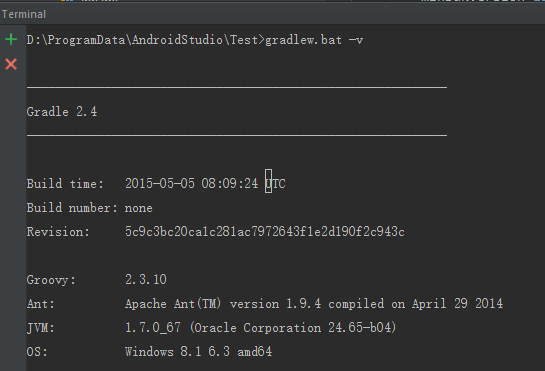 Terminal
D:\ProgramData\AndroidStudio\Test>gradlew.bat -v
Gradle 2.4
Build time: 2015-05-05 08:09:24 UTC
Build number: none
Revision: 5c9c3bc20ca1c281ac7972643f1e2d190f2c943c
Groovy: 2.3.10
Ant: Apache Ant(TM) version 1.9.4 compiled on April 29 2014
JVM: 1.7.0_67 (Oracle Corporation 24.65-b04)
OS: Windows 8.1 6.3 amd64